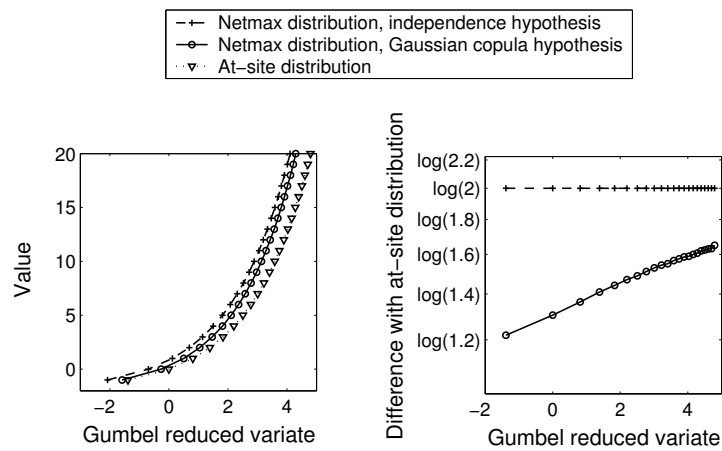 Netmax distribution, independence hypothesis
Netmax distribution, Gaussian copula hypothesis
At−site distribution
Value
20
15
10
5
0
−2
0
2
4
Gumbel reduced variate
Difference with at−site distribution
log(2.2)
log(2)
log(1.8)
log(1.6)
log(1.4)
log(1.2)
−2
0
2
4
Gumbel reduced variate